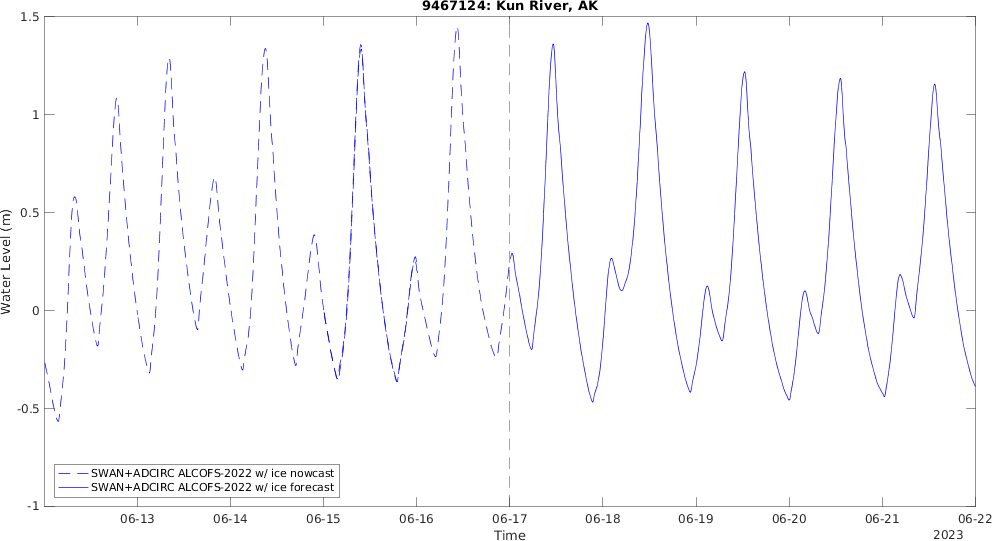 9467124: Kun River, AK
Water Level (m)
1.5
1
0.5
0
-0.5
-1
SWAN+ADCIRC ALCOFS-2022 w/ ice nowcast
SWAN+ADCIRC ALCOFS-2022 w/ ice forecast
06-13 06-14 06-15 06-16 06-17 06-18 06-19 06-20 06-21 06-22
Time
2023